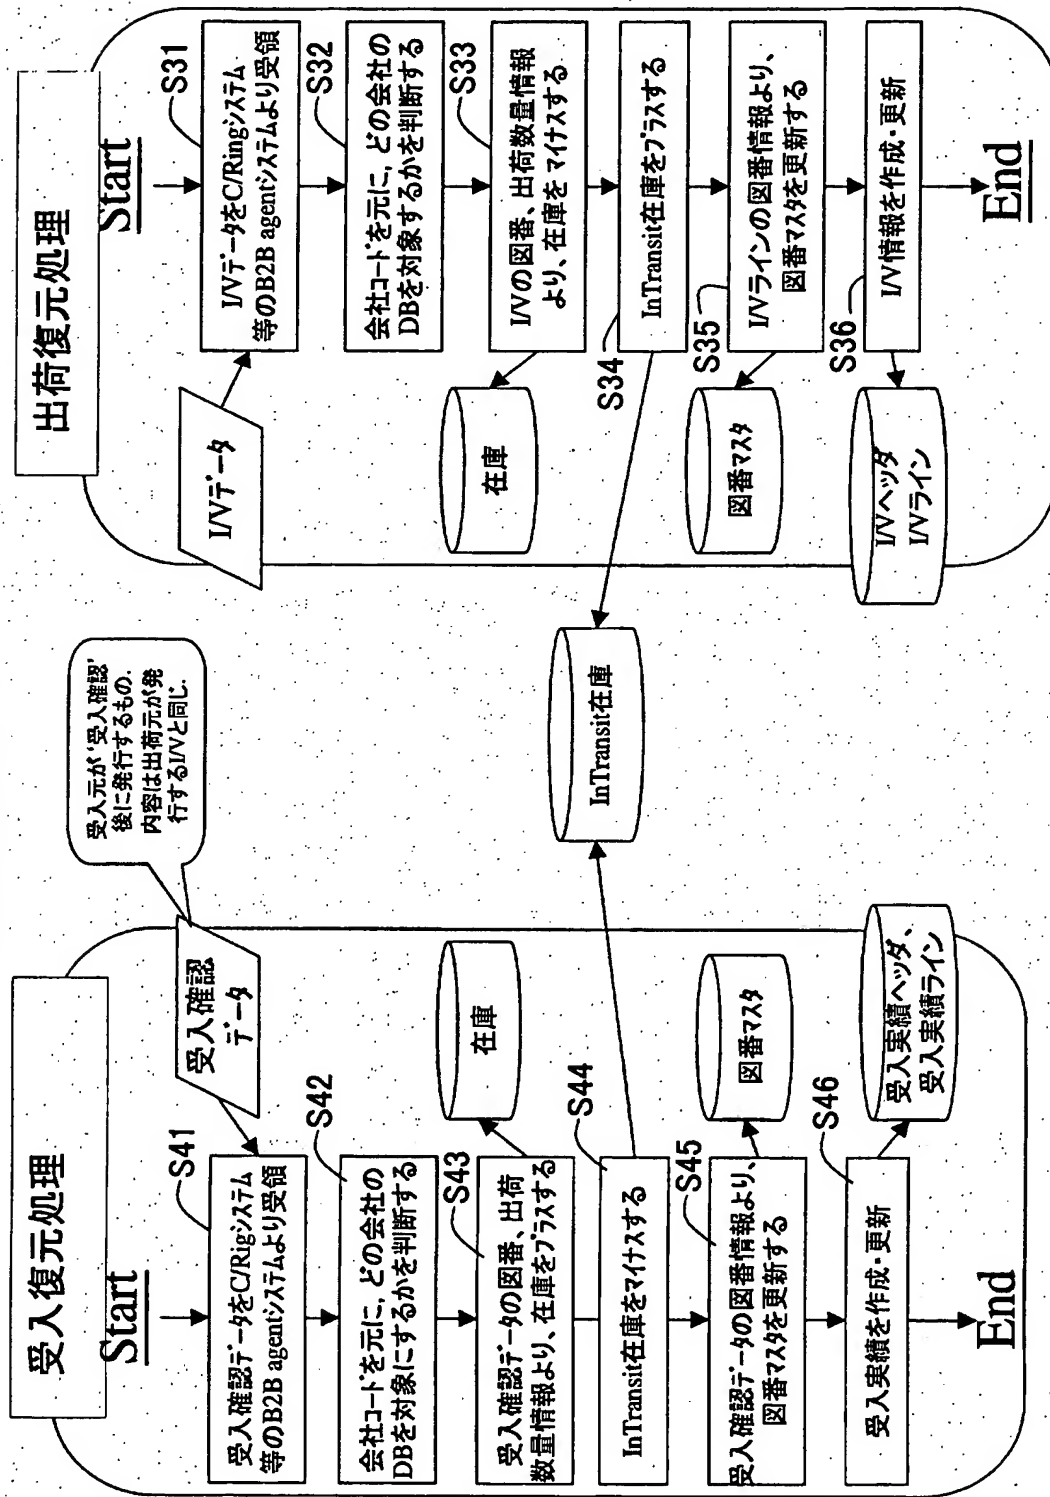 受入復元処理
Start
受入確認
データ
受入元が‘受入確認’
後に発行するもの.
内容は出荷元が発
行するI/Vと同じ.
S41
受入確認データをC/Rigシステム
等のB2B agentシステムより受領
S42
会社コードを元に, どの会社の
DBを対象にするかを判断する
S43
受入確認データの図番、出荷
数量情報より、在庫をプラスする
在庫
S44
InTransit在庫をマイナスする
S45
受入確認データの図番情報より、
図番マスタを更新する
図番マスタ
S46
受入実績を作成・更新
受入実績ヘッダ、
受入実績ライン
End
InTransit在庫
出荷復元処理
Start
I/Vデータ
S31
I/VデータをC/Ringシステム
等のB2B agentシステムより受領
S32
会社コードを元に, どの会社の
DBを対象するかを判断する
S33
I/Vの図番、出荷数量情報
より、在庫をマイナスする
在庫
S34
InTransit在庫をプラスする
S35
I/Vラインの図番情報より、
図番マスタを更新する
図番マスタ
S36
I/V情報を作成・更新
I/Vヘッダ
I/Vライン
End